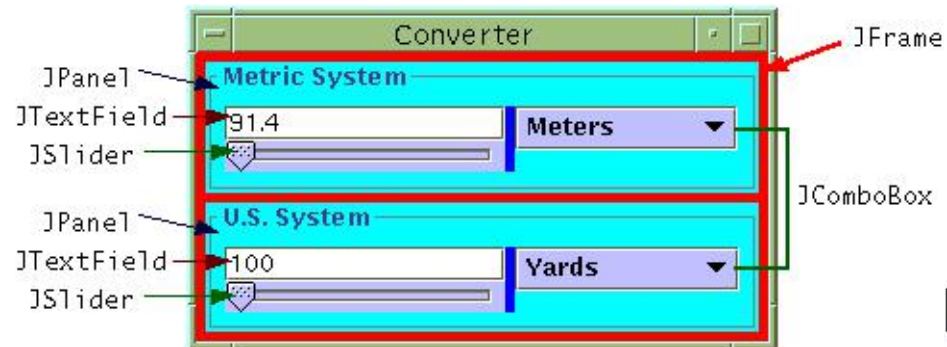 Converter
JFrame
JPanel
Metric System
JTextField
91.4
Meters
JSlider
JComboBox
JPanel
U.S. System
JTextField
100
Yards
JSlider